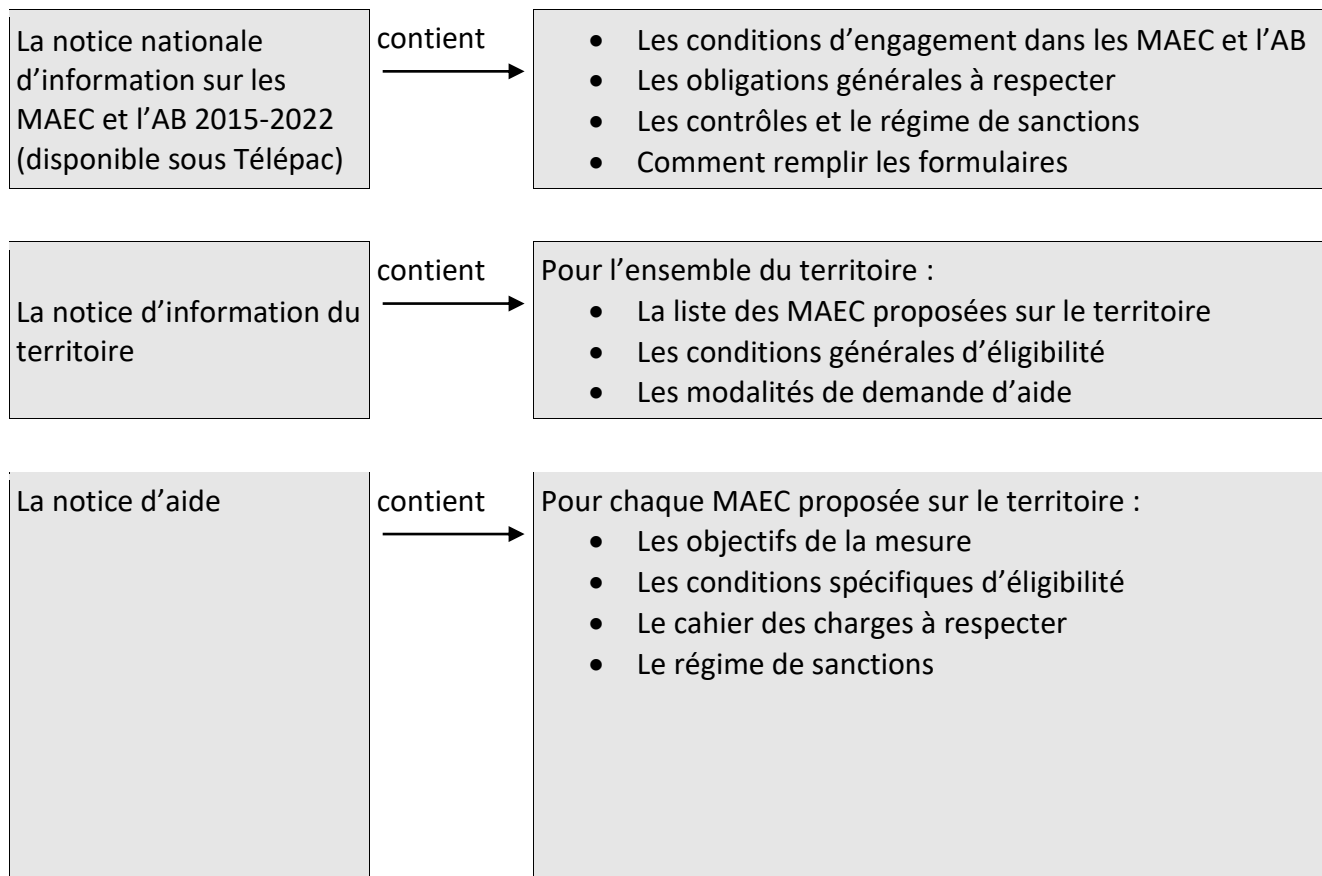 La notice nationale
d’information sur les
MAEC et l’AB 2015-2022
(disponible sous Télépac)
contient
• Les conditions d’engagement dans les MAEC et l’AB
• Les obligations générales à respecter
• Les contrôles et le régime de sanctions
• Comment remplir les formulaires
La notice d’information du
territoire
contient
Pour l’ensemble du territoire :
• La liste des MAEC proposées sur le territoire
• Les conditions générales d’éligibilité
• Les modalités de demande d’aide
La notice d’aide
contient
Pour chaque MAEC proposée sur le territoire :
• Les objectifs de la mesure
• Les conditions spécifiques d’éligibilité
• Le cahier des charges à respecter
• Le régime de sanctions